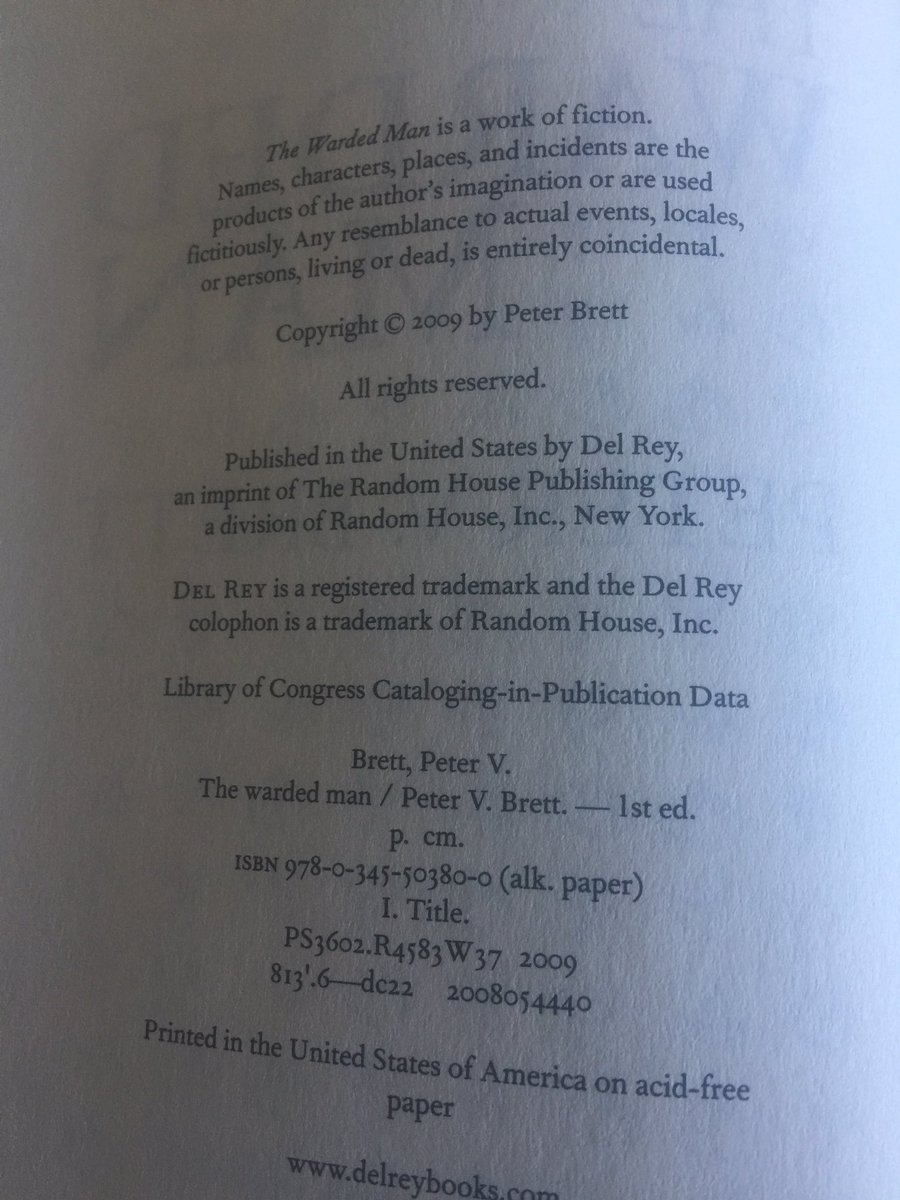 The Warded Man is a work of fiction.
Names, characters, places, and incidents are the
products of the author's imagination or are used
fictitiously. Any resemblance to actual events, locales,
or persons, living or dead, is entirely coincidental.
Copyright © 2009 by Peter Brett
All rights reserved.
Published in the United States by Del Rey,
an imprint of The Random House Publishing Group,
a division of Random House, Inc., New York.
DEL REY is a registered trademark and the Del Rey
colophon is a trademark of Random House, Inc.
Library of Congress Cataloging-in-Publication Data
Brett, Peter V.
The warded man / Peter V. Brett. — 1st ed.
p. cm.
ISBN 978-0-345-50380-0 (alk. paper)
I. Title.
PS3602.R4583W37 2009
813'.6—dc22 2008054440
Printed in the United States of America on acid-free
paper
www.delreybooks.com